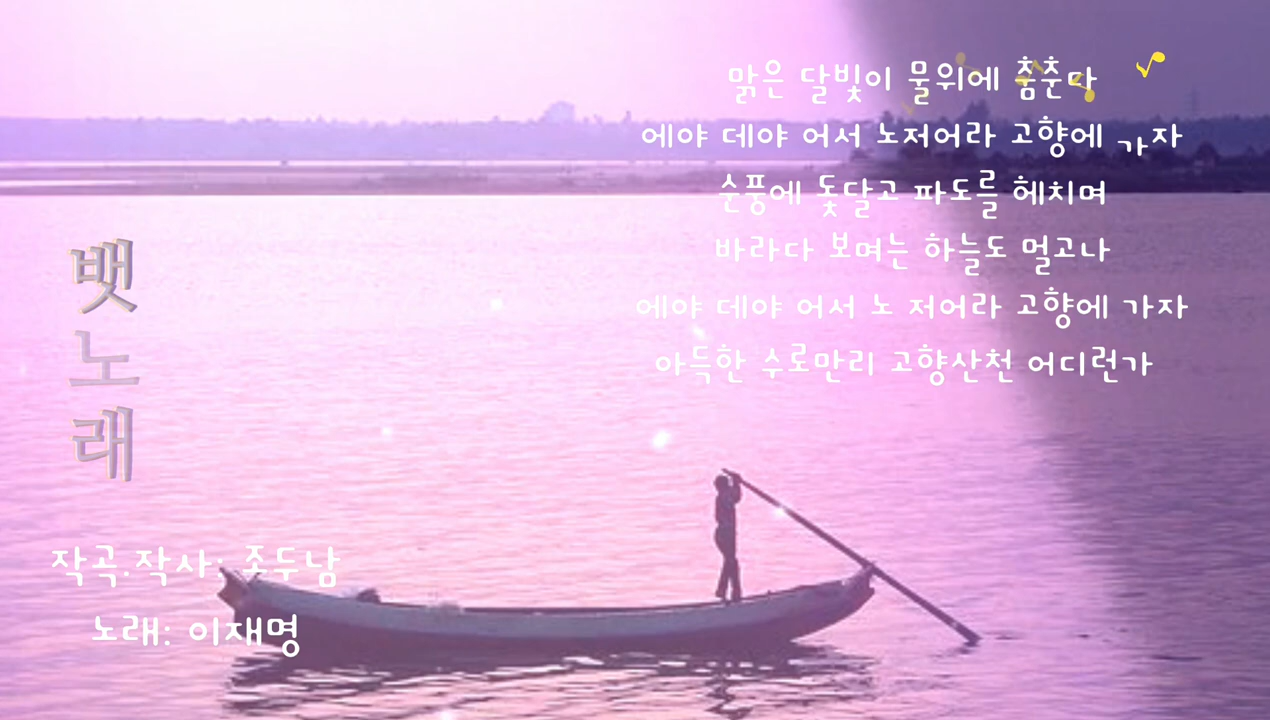 맑은 달빛이 물위에 춤춘다
에야 데야 어서 노저어라 고향에 가자
순풍에 돛달고 파도를 헤치며
바라다 보며는 하늘도 멀고나
에야 데야 어서 노 저어라 고향에 가자
아득한 수로만리 고향산천 어디런가
뱃
노
래
작곡.작사: 조두남
노래: 이재명